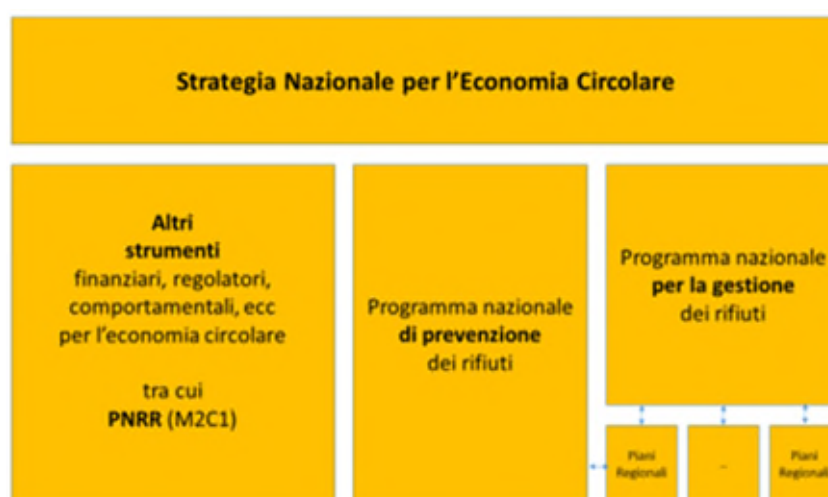 Strategia Nazionale per l’Economia Circolare
Altri
strumenti
finanziari, regolatori,
comportamentali, ecc
per l’economia circolare
tra cui
PNRR (M2C1)
Programma nazionale
di prevenzione
dei rifiuti
Programma nazionale
per la gestione
dei rifiuti
Piani
Regionali
...
Piani
Regionali